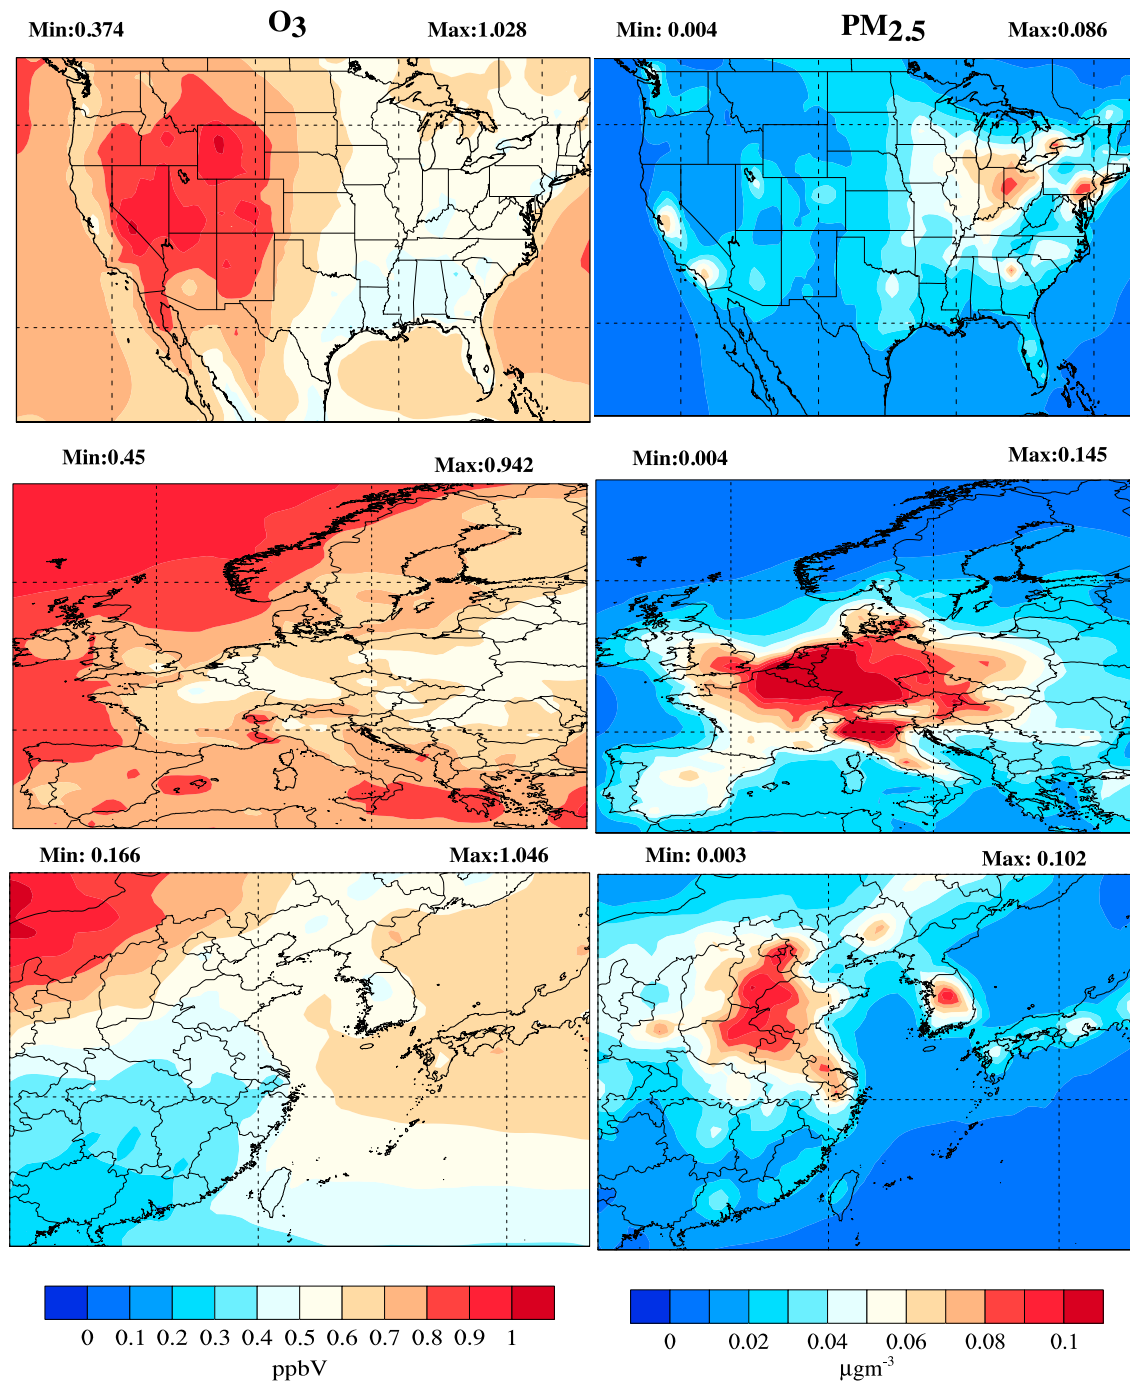 O3 PM2.5
Min:0.374 Max:1.028 Min: 0.004 Max:0.086
Min:0.45 Max:0.942 Min:0.004 Max:0.145
Min: 0.166 Max:1.046 Min: 0.003 Max: 0.102
0 0.1 0.2 0.3 0.4 0.5 0.6 0.7 0.8 0.9 1
ppbV
0 0.02 0.04 0.06 0.08 0.1
μgm-3